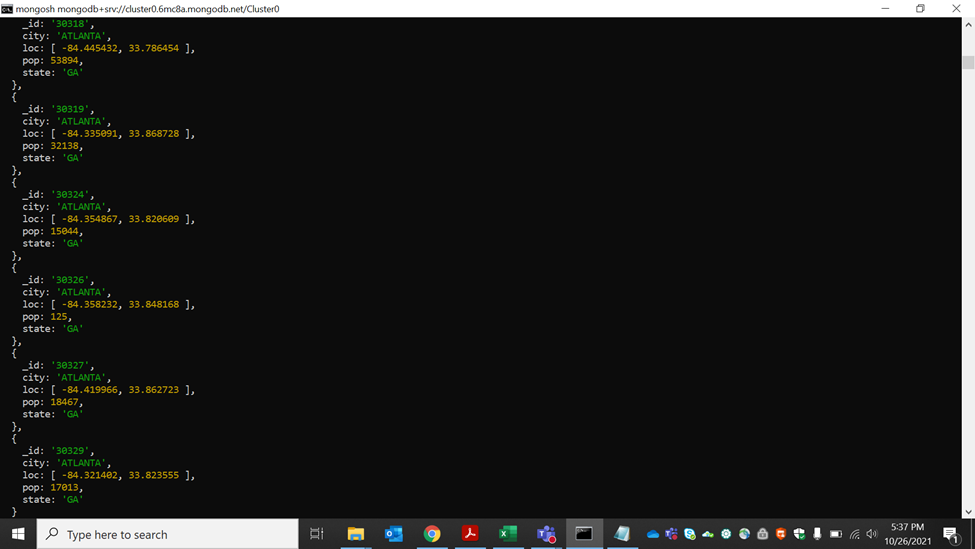 mongosh mongodb+srv://cluster0.6mc8a.mongodb.net/Cluster0
_id: '30318',
city: 'ATLANTA',
loc: [ -84.445432, 33.786454 ],
pop: 53894,
state: 'GA'
},
{
_id: '30319',
city: 'ATLANTA',
loc: [ -84.335091, 33.868728 ],
pop: 32138,
state: 'GA'
},
{
_id: '30324',
city: 'ATLANTA',
loc: [ -84.354867, 33.820609 ],
pop: 15044,
state: 'GA'
},
{
_id: '30326',
city: 'ATLANTA',
loc: [ -84.358232, 33.848168 ],
pop: 125,
state: 'GA'
},
{
_id: '30327',
city: 'ATLANTA',
loc: [ -84.419966, 33.862723 ],
pop: 18467,
state: 'GA'
},
{
_id: '30329',
city: 'ATLANTA',
loc: [ -84.321402, 33.823555 ],
pop: 17013,
state: 'GA'
}
Type here to search
5:37 PM
10/26/2021
1